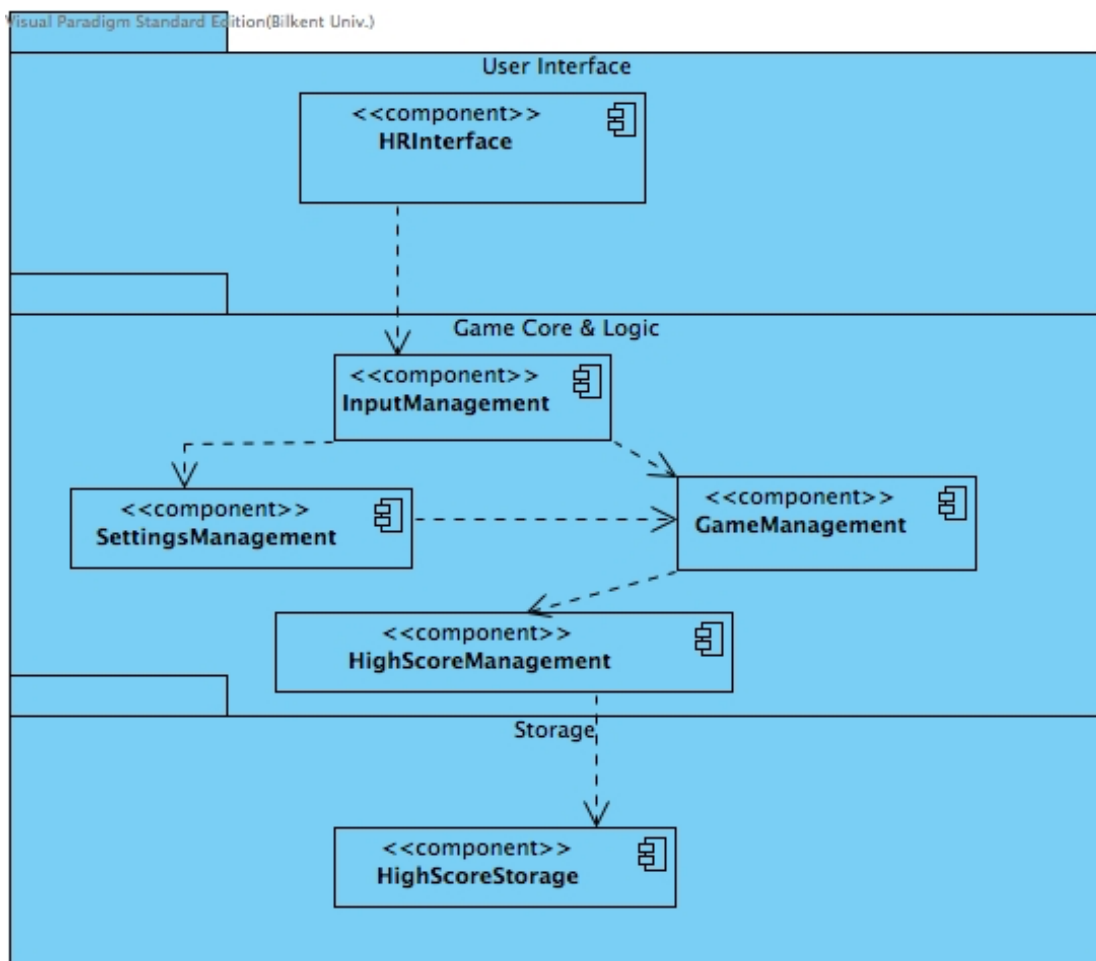 Visual Paradigm Standard Edition(Bilkent Univ.)
User Interface
<<component>>
HRInterface
Game Core & Logic
<<component>>
InputManagement
<<component>>
SettingsManagement
<<component>>
GameManagement
<<component>>
HighScoreManagement
Storage
<<component>>
HighScoreStorage